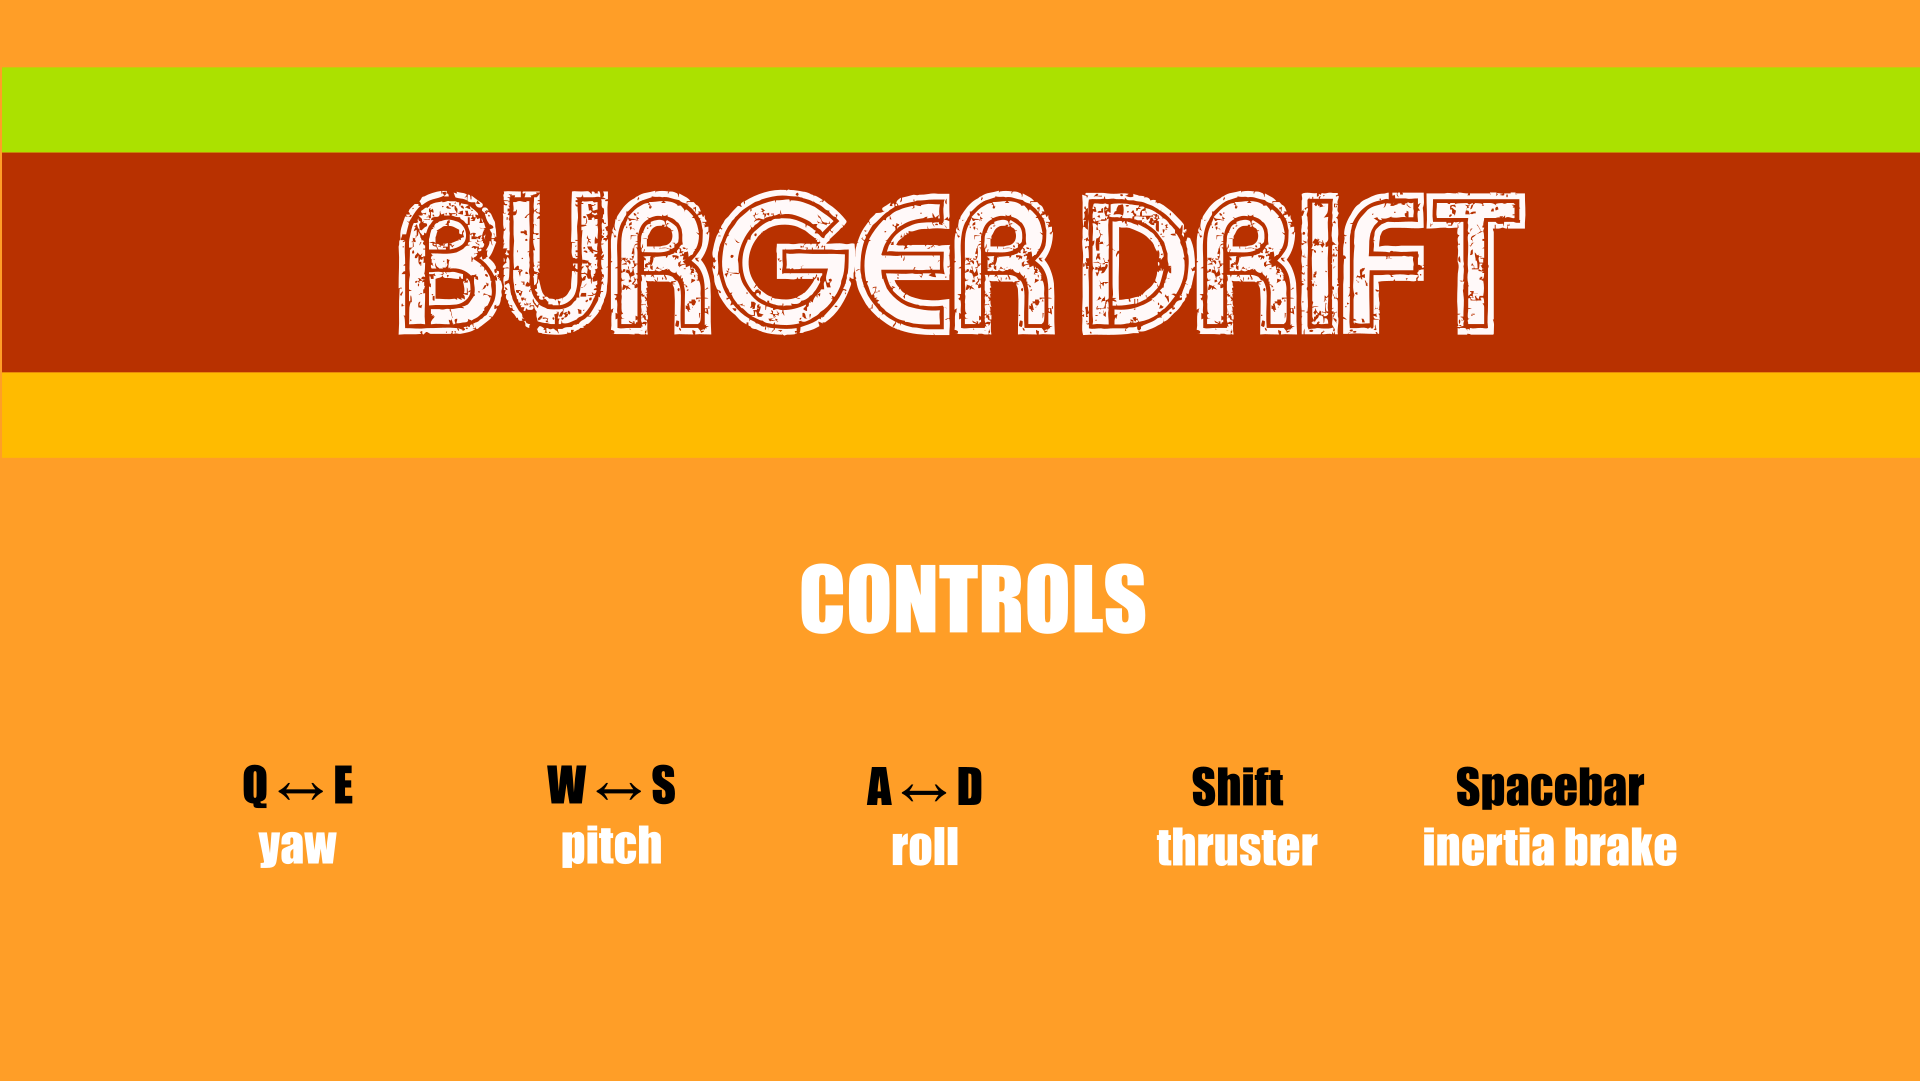 BURGER DRIFT
CONTROLS
Q ↔ E
yaw
W ↔ S
pitch
A ↔ D
roll
Shift
thruster
Spacebar
inertia brake